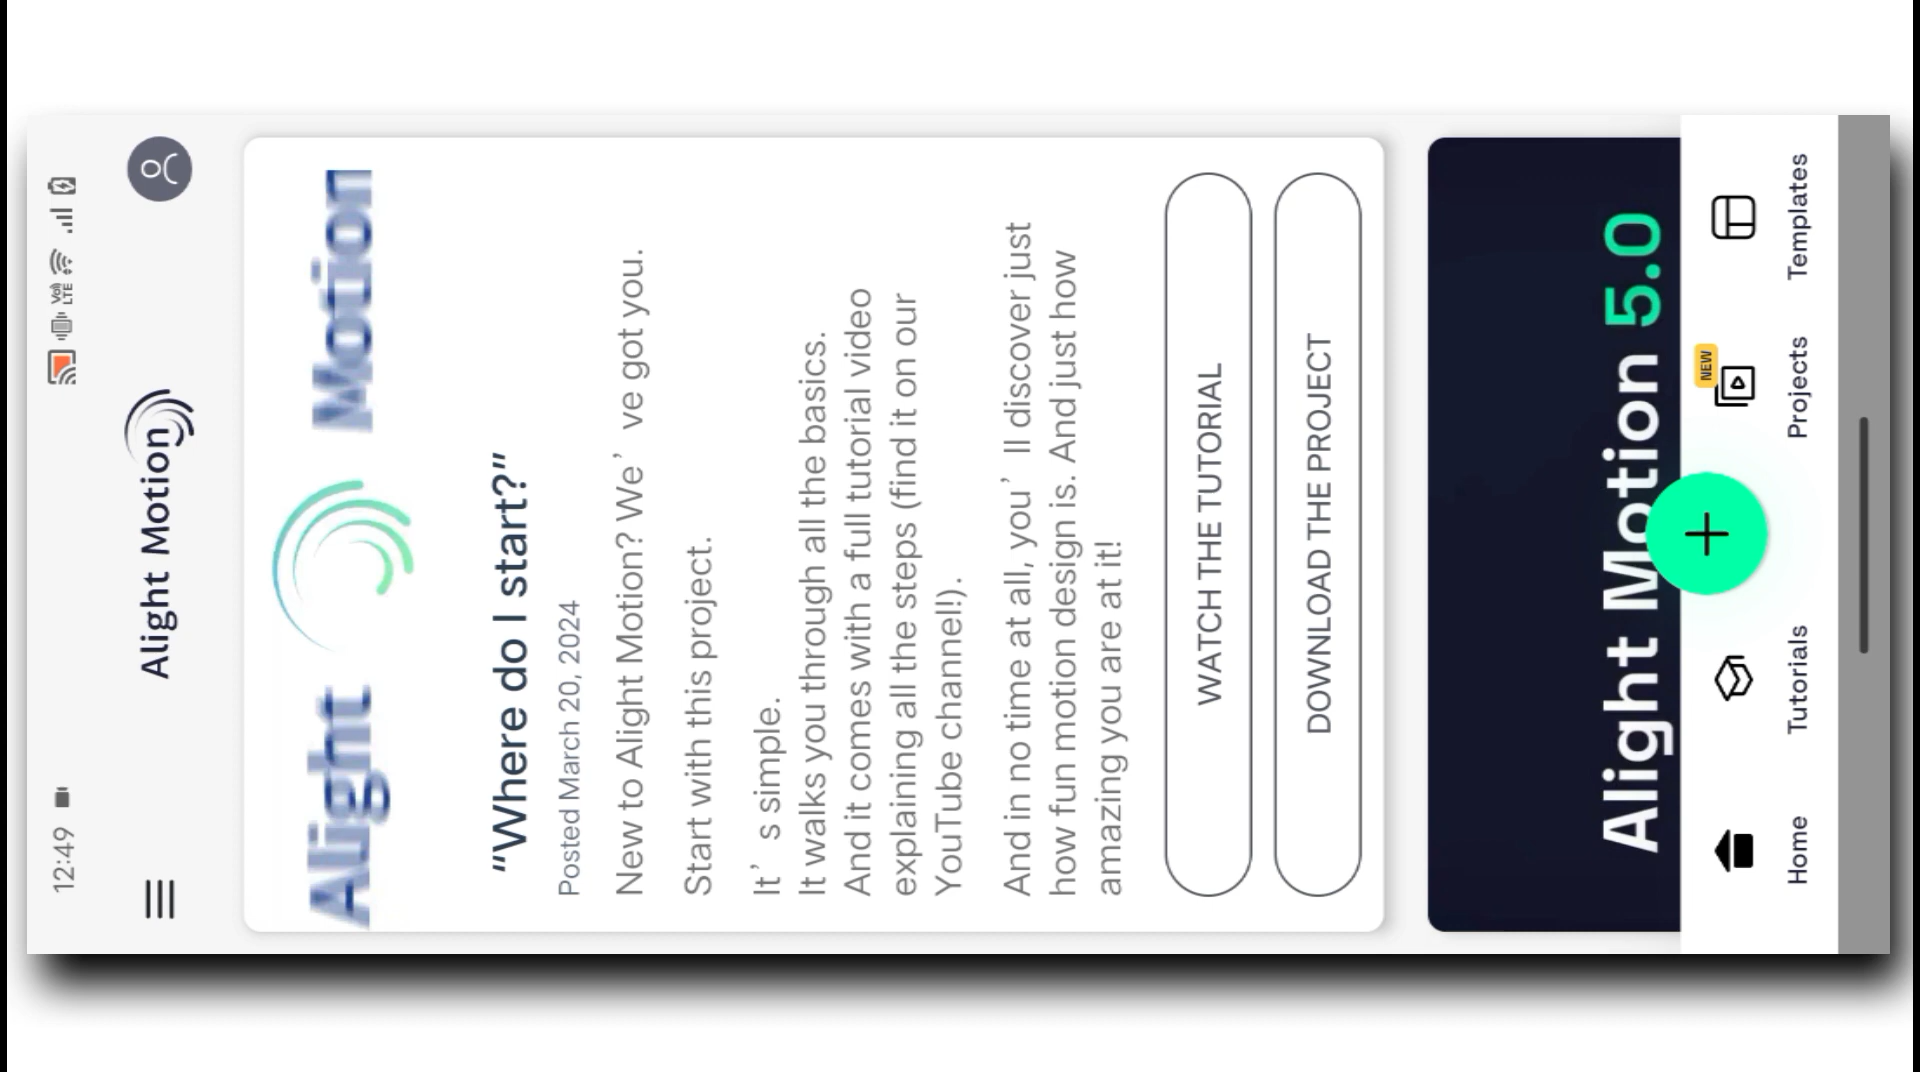 12:49
Vol)
LTE
Alight Motion
Alight Motion
“Where do I start?”
Posted March 20, 2024
New to Alight Motion? We’ve got you.
Start with this project.
It’s simple.
It walks you through all the basics.
And it comes with a full tutorial video
explaining all the steps (find it on our
YouTube channel!).
And in no time at all, you’ll discover just
how fun motion design is. And just how
amazing you are at it!
WATCH THE TUTORIAL
DOWNLOAD THE PROJECT
Alight Motion 5.0
NEW
Home
Tutorials
Projects
Templates